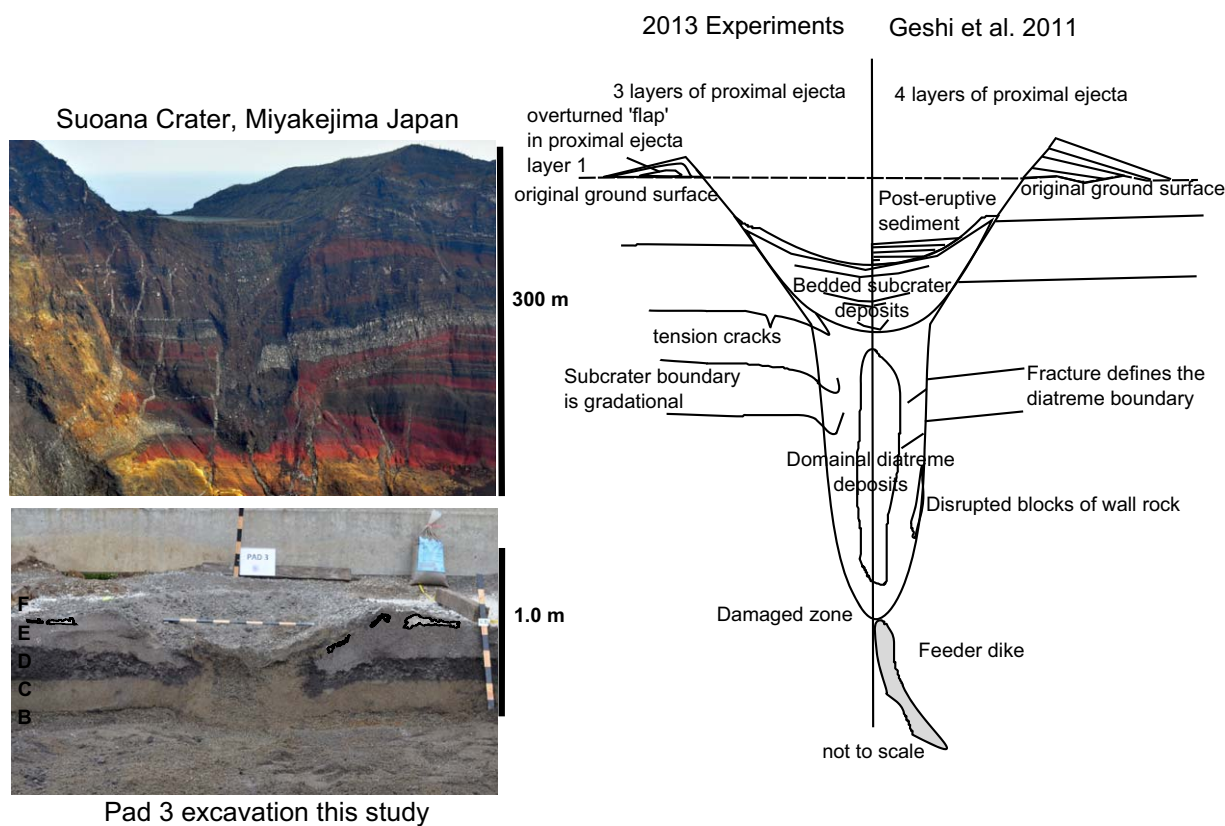 2013 Experiments
Geshi et al. 2011
3 layers of proximal ejecta
4 layers of proximal ejecta
overturned 'flap'
in proximal ejecta
layer 1
original ground surface
original ground surface
Suoana Crater, Miyakejima Japan
300 m
Post-eruptive
sediment
Bedded subcrater
deposits
tension cracks
Subcrater boundary
is gradational
Fracture defines the
diatreme boundary
Domainal diatreme
deposits
Disrupted blocks of wall rock
Damaged zone
Feeder dike
not to scale
PAD 3
F
E
D
C
B
1.0 m
Pad 3 excavation this study